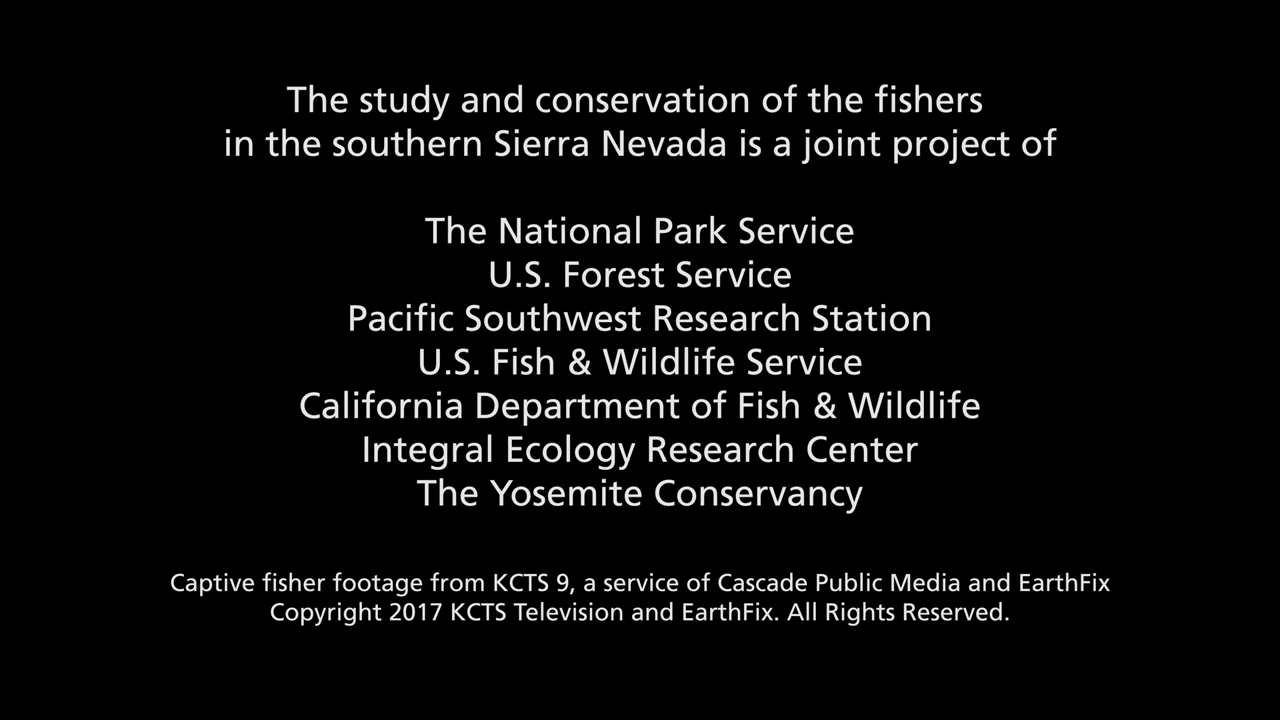 The study and conservation of the fishers
in the southern Sierra Nevada is a joint project of
The National Park Service
U.S. Forest Service
Pacific Southwest Research Station
U.S. Fish & Wildlife Service
California Department of Fish & Wildlife
Integral Ecology Research Center
The Yosemite Conservancy
Captive fisher footage from KCTS 9, a service of Cascade Public Media and EarthFix
Copyright 2017 KCTS Television and EarthFix. All Rights Reserved.